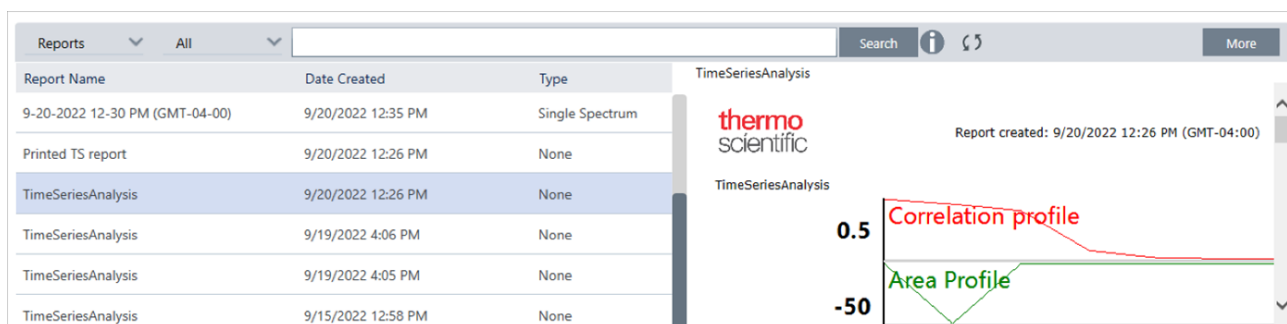 Reports All Search More
Report Name Date Created Type
9-20-2022 12-30 PM (GMT-04-00) 9/20/2022 12:35 PM Single Spectrum
Printed TS report 9/20/2022 12:26 PM None
TimeSeriesAnalysis 9/20/2022 12:26 PM None
TimeSeriesAnalysis 9/19/2022 4:06 PM None
TimeSeriesAnalysis 9/19/2022 4:05 PM None
TimeSeriesAnalysis 9/15/2022 12:58 PM None
TimeSeriesAnalysis
thermo
scientific
Report created: 9/20/2022 12:26 PM (GMT-04:00)
TimeSeriesAnalysis
0.5 Correlation profile
Area Profile
-50